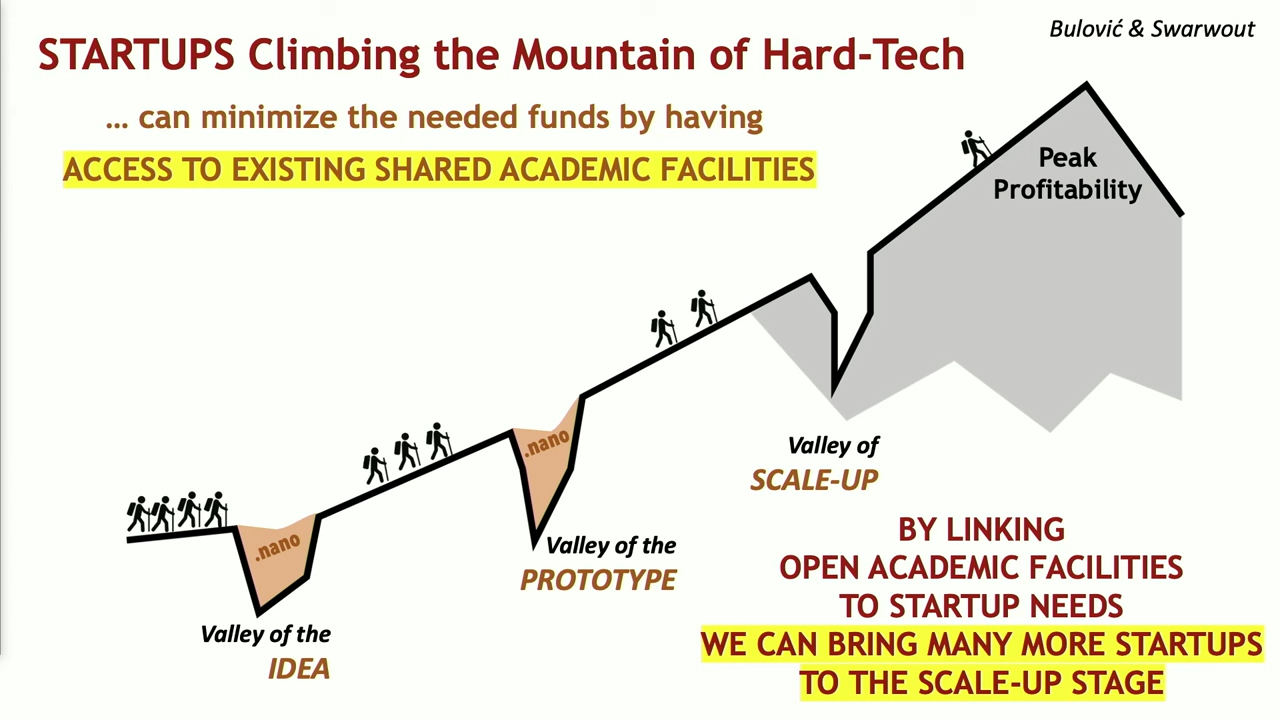 Bulović & Swarwout
STARTUPS Climbing the Mountain of Hard-Tech
... can minimize the needed funds by having
ACCESS TO EXISTING SHARED ACADEMIC FACILITIES
Peak
Profitability
.nano
.nano
Valley of
SCALE-UP
Valley of the
PROTOTYPE
Valley of the
IDEA
BY LINKING
OPEN ACADEMIC FACILITIES
TO STARTUP NEEDS
WE CAN BRING MANY MORE STARTUPS
TO THE SCALE-UP STAGE